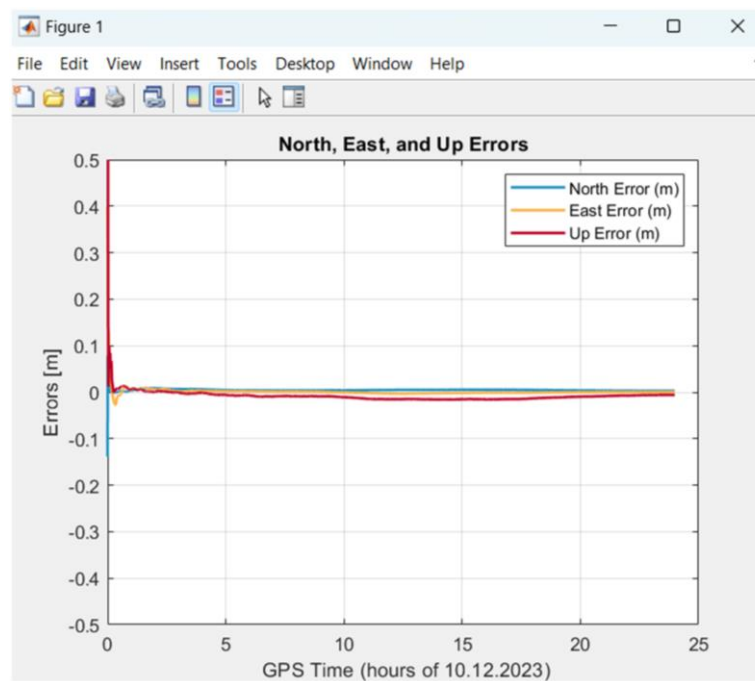 Figure 1
File Edit View Insert Tools Desktop Window Help
North, East, and Up Errors
North Error (m)
East Error (m)
Up Error (m)
0.5
0.4
0.3
0.2
0.1
0
-0.1
-0.2
-0.3
-0.4
-0.5
Errors [m]
0 5 10 15 20 25
GPS Time (hours of 10.12.2023)